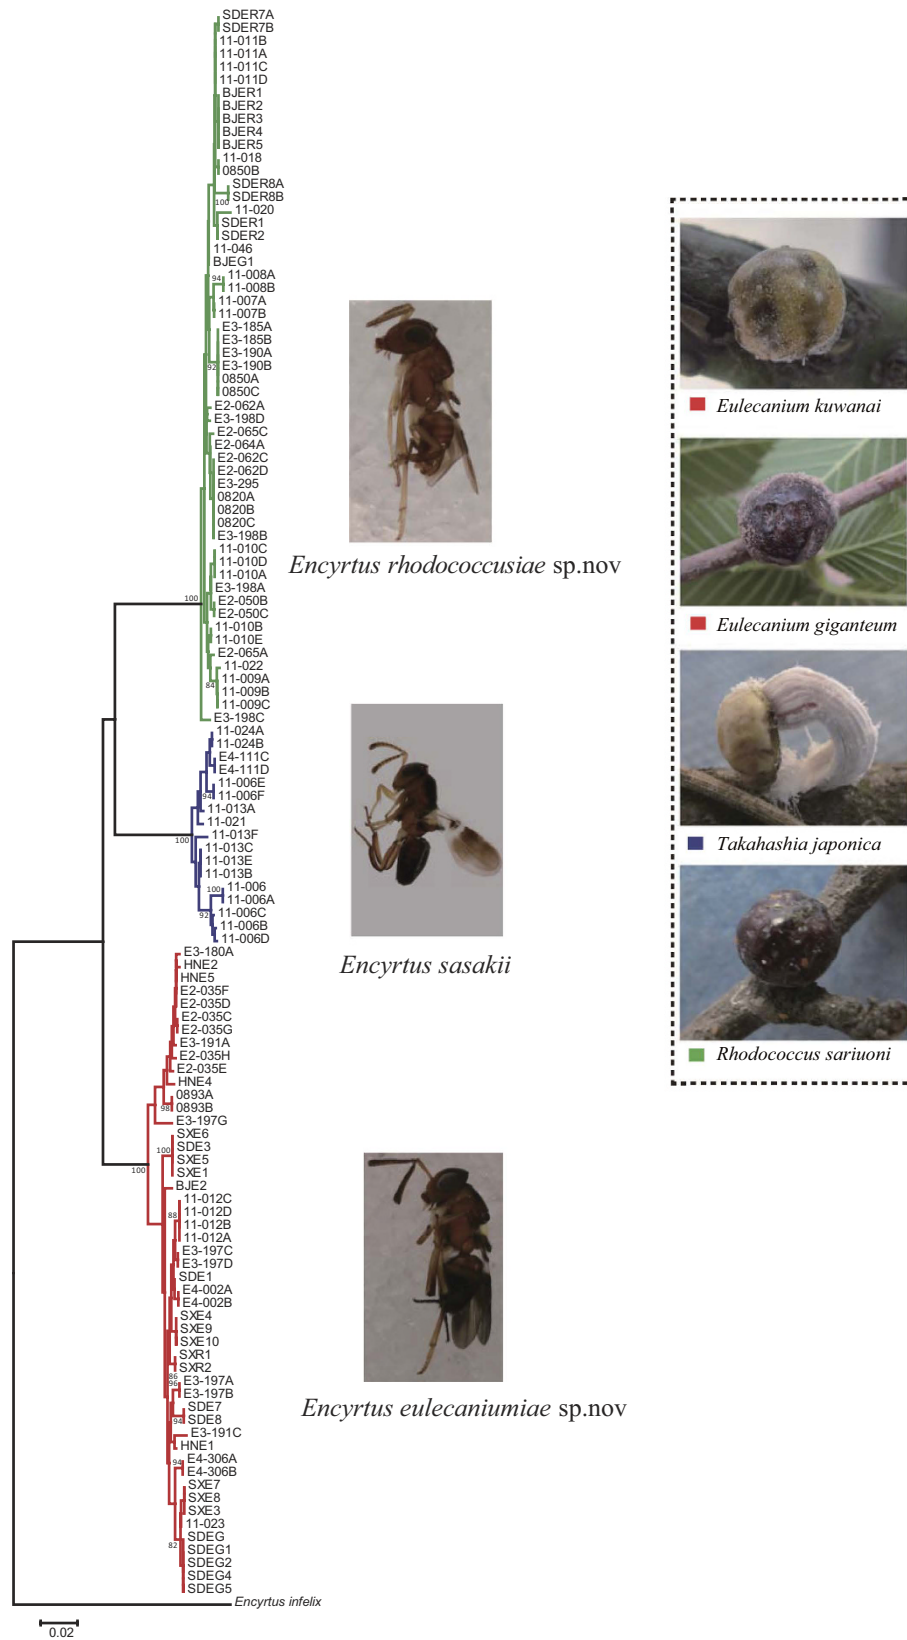 SDER7A
SDER7B
11-011B
11-011A
11-011C
11-011D
BJER1
BJER2
BJER3
BJER4
BJER5
11-018
0850B
SDER8A
SDER8B
100
11-020
SDER1
SDER2
11-046
BJEG1
11-008A
94
11-008B
11-007A
11-007B
E3-185A
E3-185B
E3-190A
E3-190B
92
0850A
0850C
E2-062A
E3-198D
E2-065C
E2-064A
E2-062C
E2-062D
E3-295
0820A
0820B
0820C
E3-198B
11-010C
11-010D
11-010A
E3-198A
E2-050B
100
E2-050C
11-010B
11-010E
E2-065A
11-022
11-009A
84
11-009B
11-009C
E3-198C
11-024A
11-024B
E4-111C
E4-111D
11-006E
94
11-006F
11-013A
11-021
11-013F
100
11-013C
11-013E
11-013B
11-006
100
11-006A
11-006C
92
11-006B
11-006D
E3-180A
HNE2
HNE5
E2-035F
E2-035D
E2-035C
E2-035G
E3-191A
E2-035H
E2-035E
HNE4
0893A
98
0893B
E3-197G
SXE6
SDE3
100
SXE5
SXE1
100
BJE2
11-012C
11-012D
88
11-012B
11-012A
E3-197C
E3-197D
SDE1
E4-002A
E4-002B
SXE4
SXE9
SXE10
SXR1
SXR2
86
96
E3-197A
E3-197B
SDE7
SDE8
94
E3-191C
HNE1
E4-306A
94
E4-306B
SXE7
SXE8
SXE3
11-023
SDEG
82
SDEG1
SDEG2
SDEG4
SDEG5
Encyrtus infelix
0.02
Encyrtus rhodococcusiae sp.nov
Encyrtus sasakii
Encyrtus eulecaniumiae sp.nov
Eulecanium kuwanai
Eulecanium giganteum
Takahashia japonica
Rhodococcus sariuoni